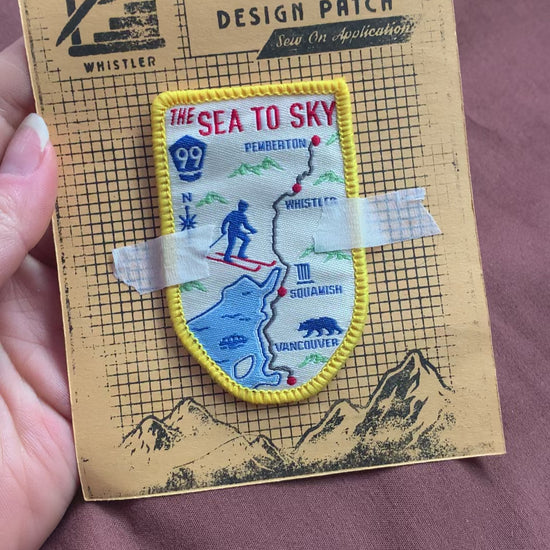 DESIGN PATCH
Sew On Application
WHISTLER
THE SEA TO SKY
99
PEMBERTON
N
WHISTLER
SQUAMISH
VANCOUVER